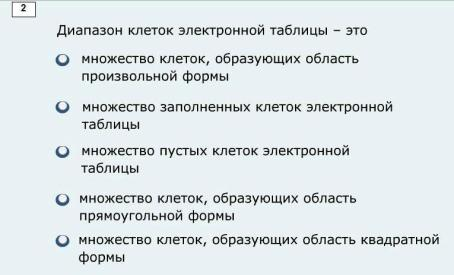 2
Диапазон клеток электронной таблицы – это
множество клеток, образующих область
произвольной формы
множество заполненных клеток электронной
таблицы
множество пустых клеток электронной
таблицы
множество клеток, образующих область
прямоугольной формы
множество клеток, образующих область квадратной
формы